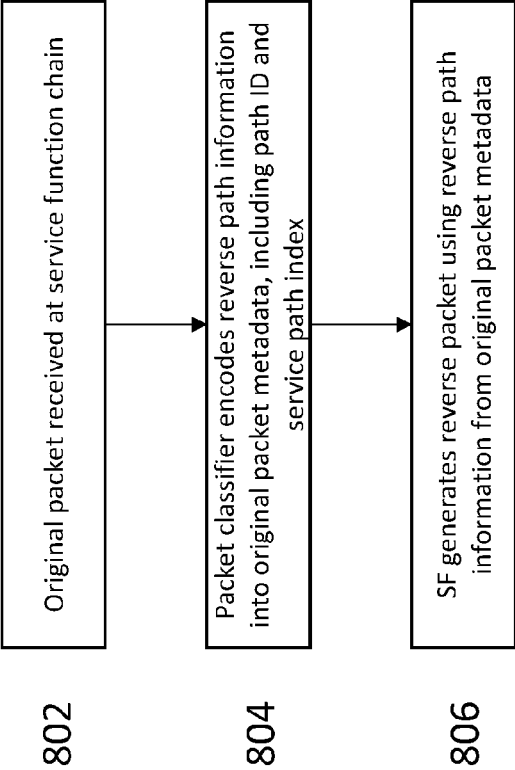 802
Original packet received at service function chain
804
Packet classifier encodes reverse path information
into original packet metadata, including path ID and
service path index
806
SF generates reverse packet using reverse path
information from original packet metadata